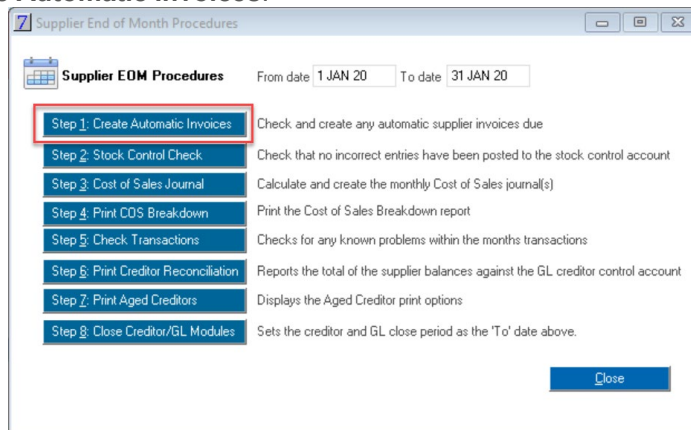 7 Supplier End of Month Procedures
Supplier EOM Procedures From date 1 JAN 20 To date 31 JAN 20
Step 1: Create Automatic Invoices Check and create any automatic supplier invoices due
Step 2: Stock Control Check Check that no incorrect entries have been posted to the stock control account
Step 3: Cost of Sales Journal Calculate and create the monthly Cost of Sales journal(s)
Step 4: Print COS Breakdown Print the Cost of Sales Breakdown report
Step 5: Check Transactions Checks for any known problems within the months transactions
Step 6: Print Creditor Reconciliation Reports the total of the supplier balances against the GL creditor control account
Step 7: Print Aged Creditors Displays the Aged Creditor print options
Step 8: Close Creditor/GL Modules Sets the creditor and GL close period as the 'To' date above.
Close